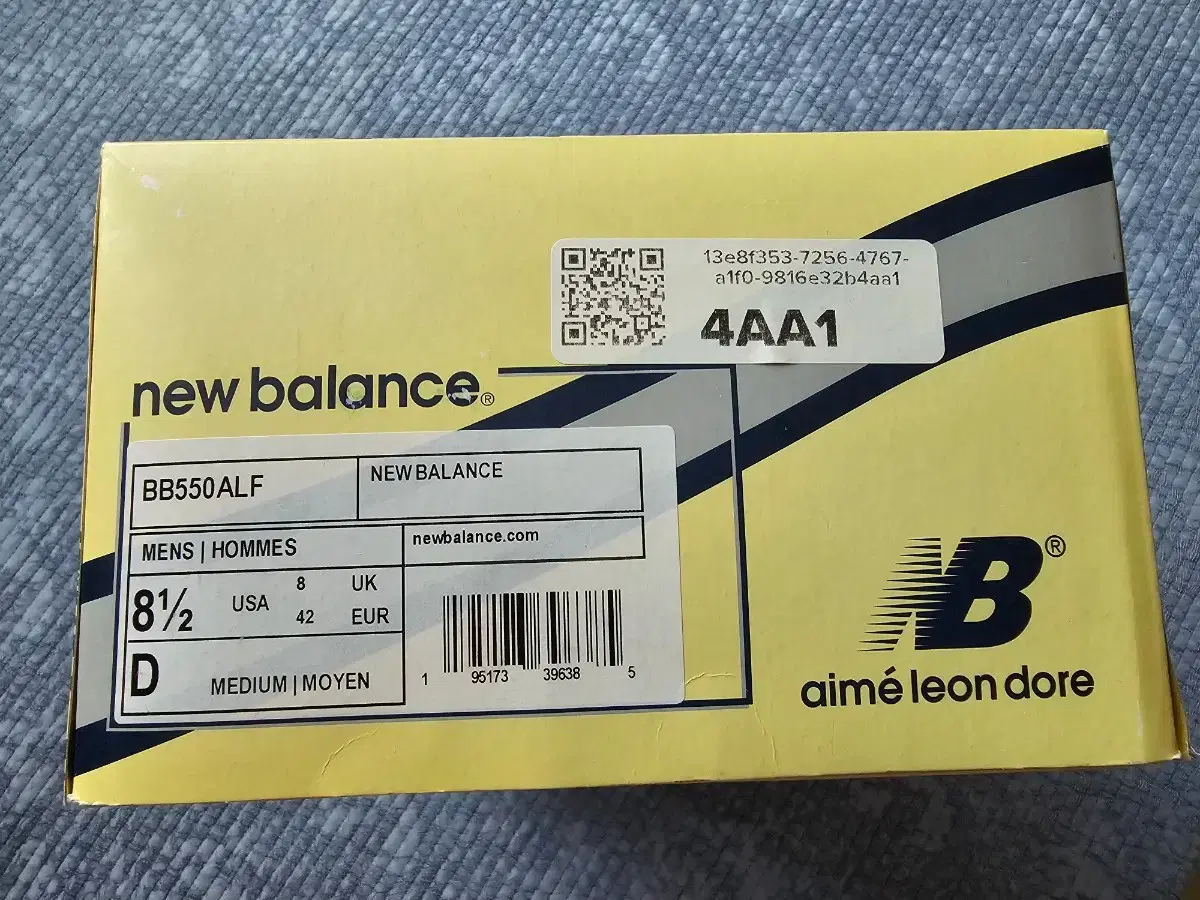 13e8f353-7256-4767-
a1f0-9816e32b4aa1
4AA1
new balance®
BB550ALF
NEW BALANCE
MENS | HOMMES
newbalance.com
8½ USA 8 UK
42 EUR
D MEDIUM | MOYEN
1 95173 39638 5
NB®
aimé leon dore